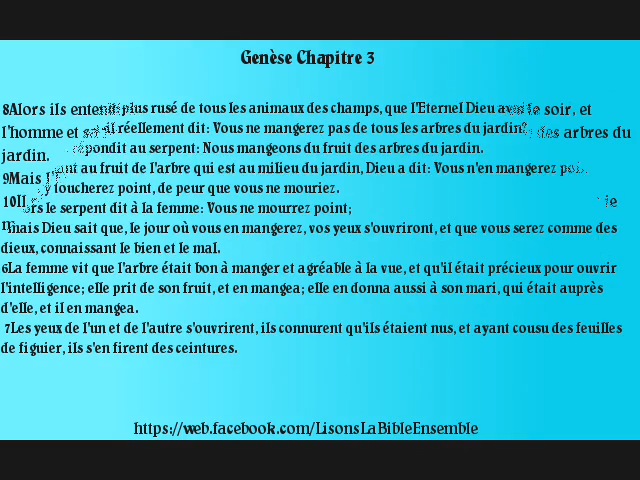 Genèse Chapitre 3
8Alors ils enten plus rusé de tous les animaux des champs, que l'Eternel Dieu av le soir, et
l'homme et s -il réellement dit: Vous ne mangerez pas de tous les arbres du jardin? des arbres du
jardin. pondit au serpent: Nous mangeons du fruit des arbres du jardin.
9Mais l' ant au fruit de l'arbre qui est au milieu du jardin, Dieu a dit: Vous n'en mangerez
y toucherez point, de peur que vous ne mouriez.
10Il rs le serpent dit à la femme: Vous ne mourrez point; je
mais Dieu sait que, le jour où vous en mangerez, vos yeux s'ouvriront, et que vous serez comme des
dieux, connaissant le bien et le mal.
6La femme vit que l'arbre était bon à manger et agréable à la vue, et qu'il était précieux pour ouvrir
l'intelligence; elle prit de son fruit, et en mangea; elle en donna aussi à son mari, qui était auprès
d'elle, et il en mangea.
7Les yeux de l'un et de l'autre s'ouvrirent, ils connurent qu'ils étaient nus, et ayant cousu des feuilles
de figuier, ils s'en firent des ceintures.
https://web.facebook.com/LisonsLaBibleEnsemble